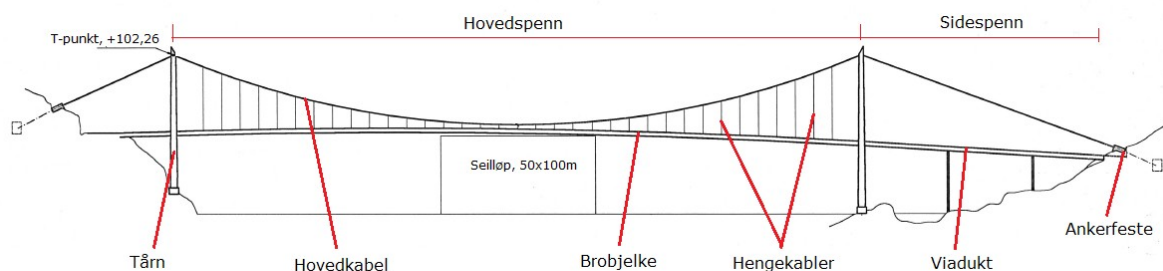 Hovedspenn
Sidespenn
T-punkt, +102,26
Seilløp, 50x100m
Tårn
Hovedkabel
Brobjelke
Hengekabler
Viadukt
Ankerfeste